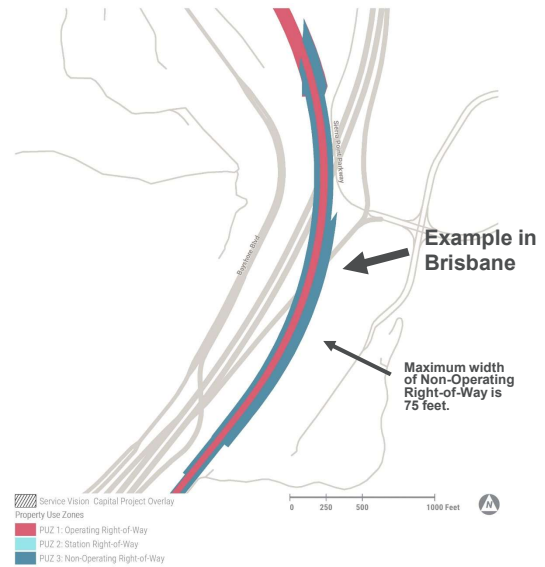 Sierra Point Parkway
Bayshore Blvd
Example in
Brisbane
Maximum width
of Non-Operating
Right-of-Way is
75 feet.
Service Vision Capital Project Overlay
Property Use Zones
PUZ 1: Operating Right-of-Way
PUZ 2: Station Right-of-Way
PUZ 3: Non-Operating Right-of-Way
0 250 500 1000 Feet
N